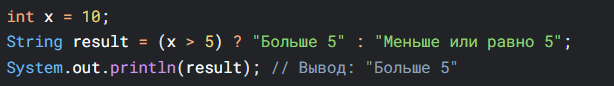 int x = 10;
String result = (x > 5) ? "Больше 5" : "Меньше или равно 5";
System.out.println(result); // Вывод: "Больше 5"